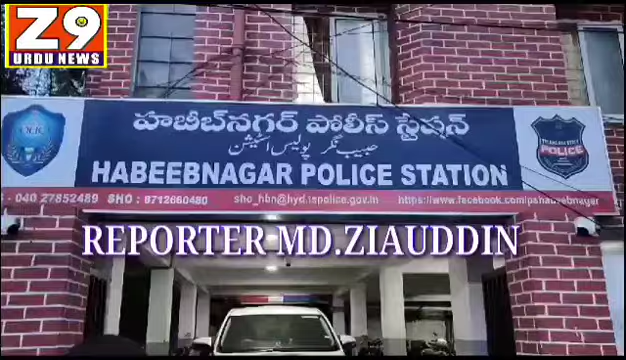 Z9
URDU NEWS
హబీబ్‌నగర్ పోలీస్ స్టేషన్
حبیب نگر پولیس اسٹیشن
HABEEBNAGAR POLICE STATION
POLICE
: 040 27852489 SHO : 8712660480 sho_hbn@hyd.tspolice.gov.in https://www.facebook.com/pshabeebnagar
REPORTER MD.ZIAUDDIN